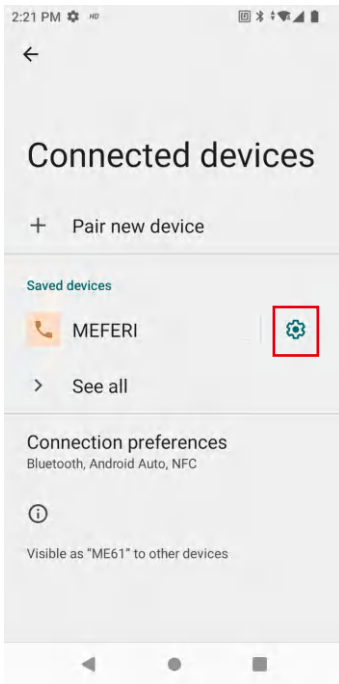 2:21 PM HD
Connected devices
Pair new device
Saved devices
MEFERI
See all
Connection preferences
Bluetooth, Android Auto, NFC
Visible as "ME61" to other devices